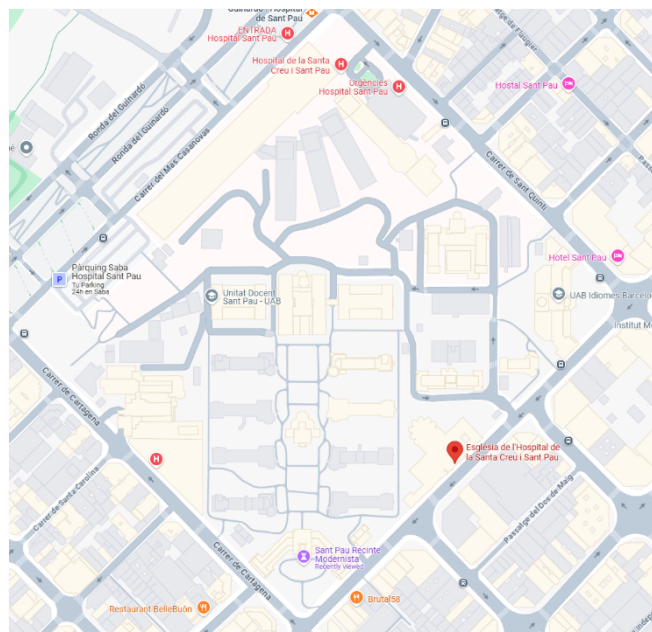 Guinardó - Hospital
de Sant Pau
ENTRADA
Hospital Sant Pau
Hospital de la Santa
Creu i Sant Pau
Urgències
Hospital Sant Pau
Passatge de Flaugier
Hostal Sant Pau
Ronda del Guinardó
Ronda del Guinardó
Carrer del Mas Casanovas
Carrer de Sant Quintí
Hotel Sant Pau
Pàrquing Saba
Hospital Sant Pau
Tu Parking
24h en Saba
P
Unitat Docent
Sant Pau - UAB
UAB Idiomes Barcelo
Institut M
Carrer de Cartagena
H
Església de l'Hospital de
la Santa Creu i Sant Pau
Carrer de Santa Carolina
Passatge del Dos de Maig
Carrer de Cartagena
Sant Pau Recinte
Modernista
Recently viewed
Restaurant BelleBuon
Brutal58